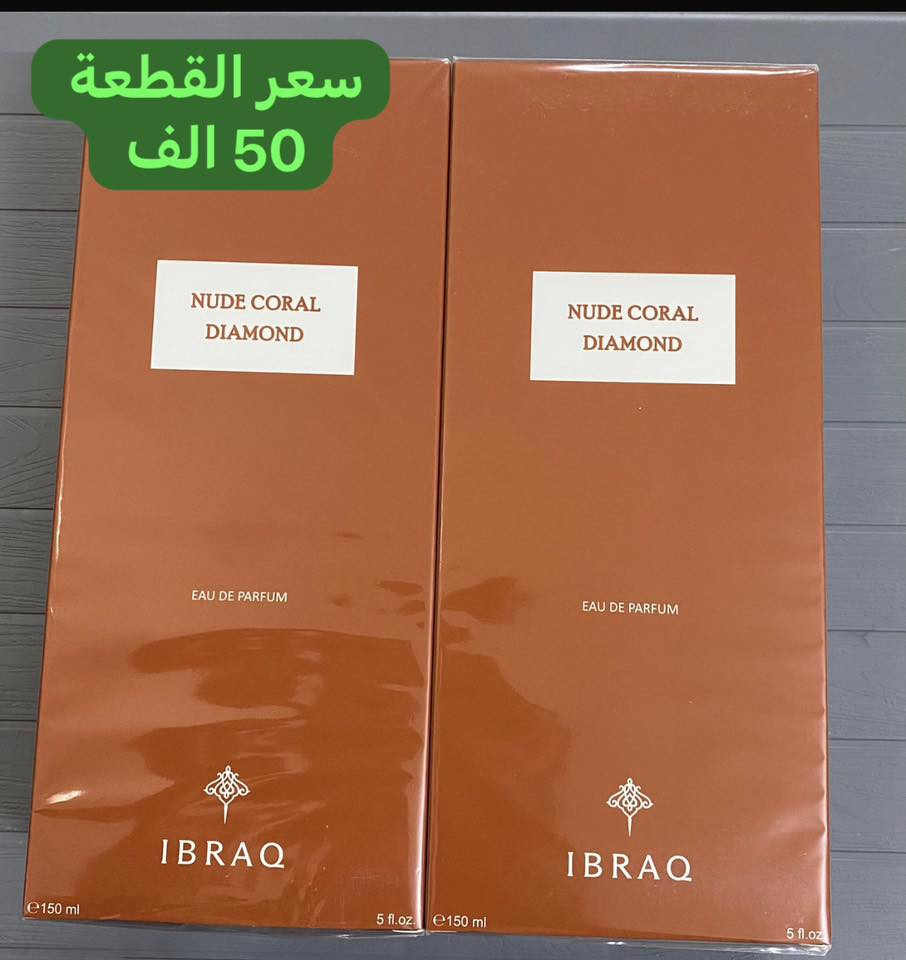 سعر القطعة
50 الف
NUDE CORAL
DIAMOND
EAU DE PARFUM
IBRAQ
℮150 ml
5 fl.oz.
NUDE CORAL
DIAMOND
EAU DE PARFUM
IBRAQ
℮150 ml
5 fl.oz.